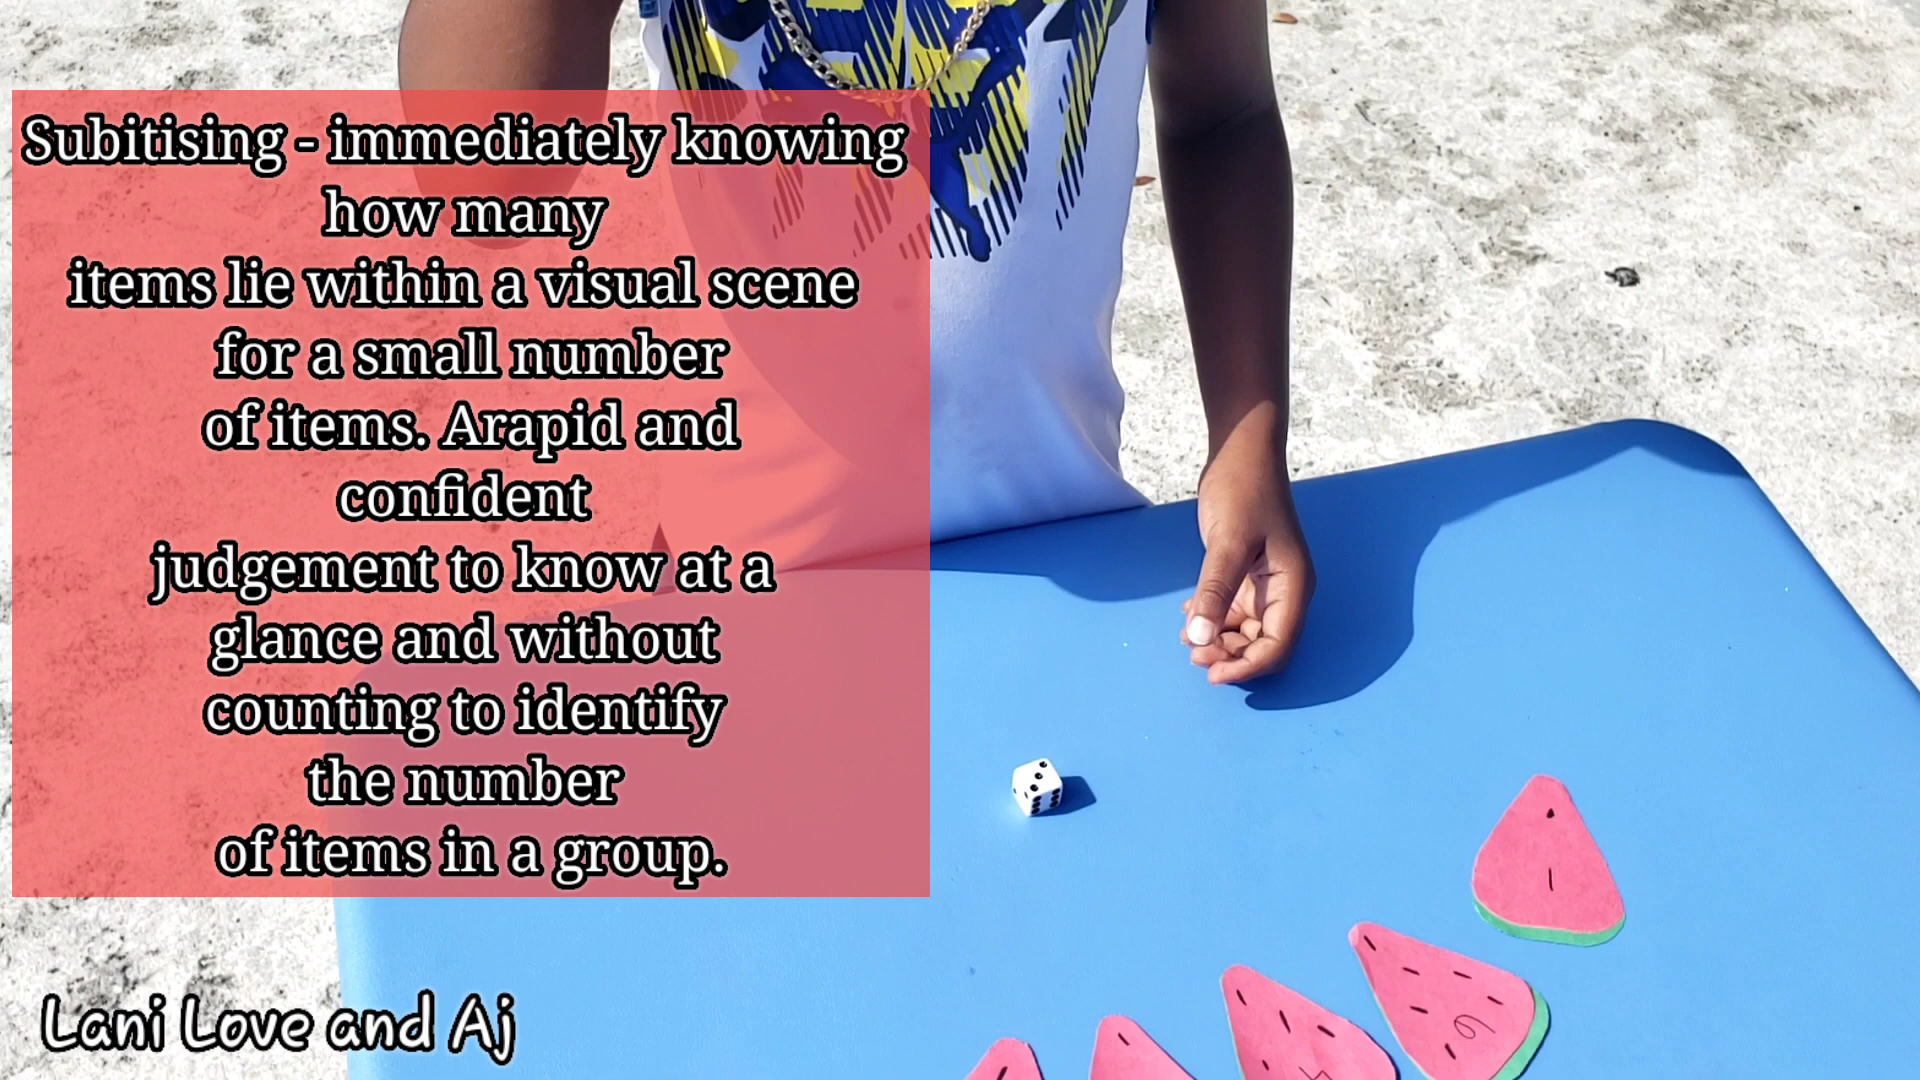 Subitising - immediately knowing
how many
items lie within a visual scene
for a small number
of items. Arapid and
confident
judgement to know at a
glance and without
counting to identify
the number
of items in a group.
1
6
Lani Love and Aj